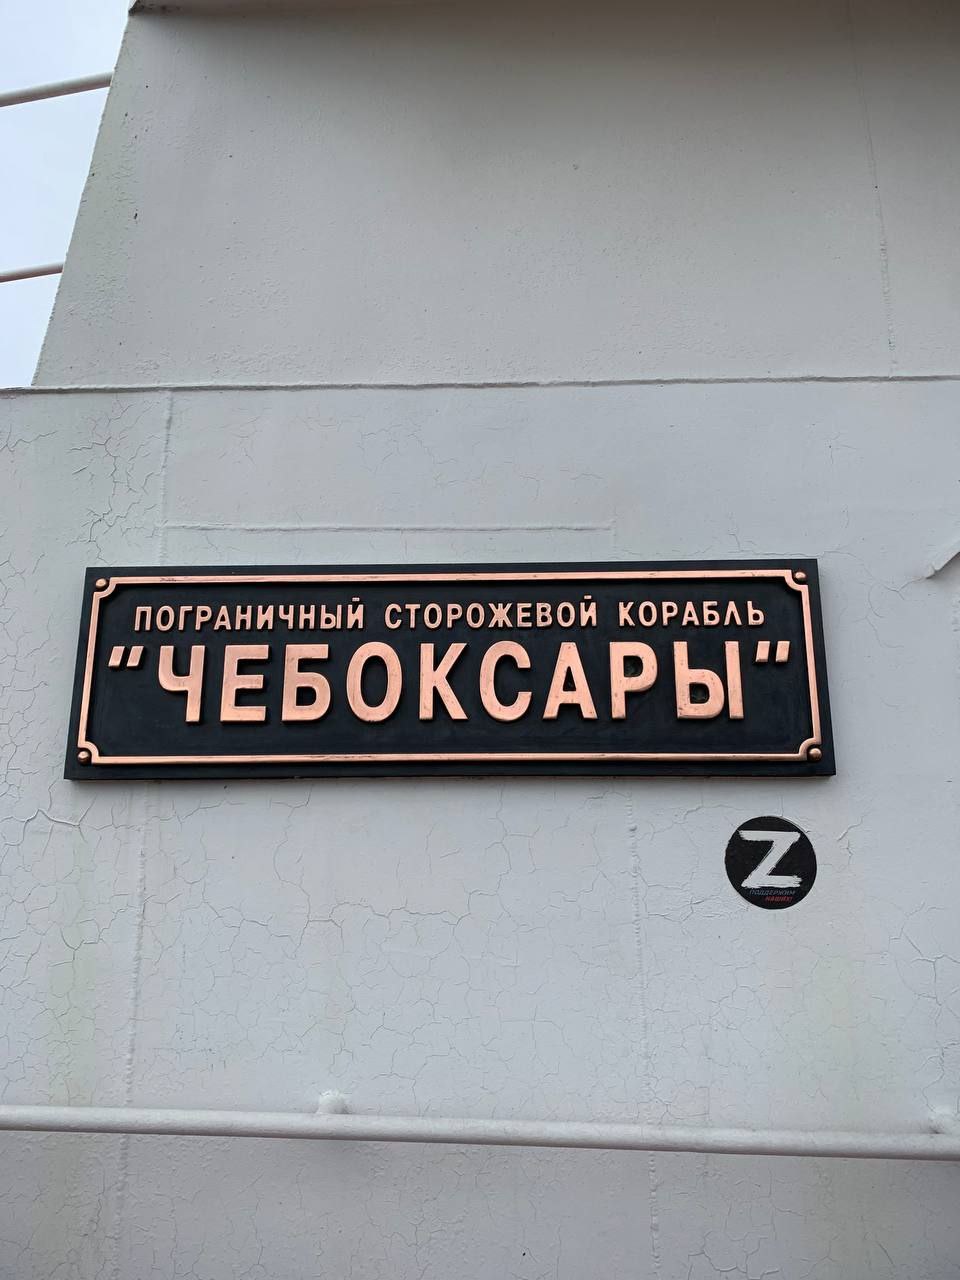 ПОГРАНИЧНЫЙ СТОРОЖЕВОЙ КОРАБЛЬ
"ЧЕБОКСАРЫ"
Z
ПОДДЕРЖИМ
НАШИХ!